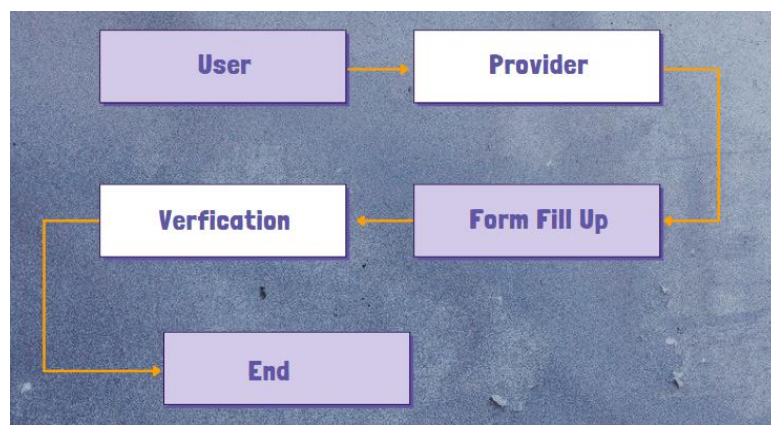 User
Provider
Form Fill Up
Verfication
End